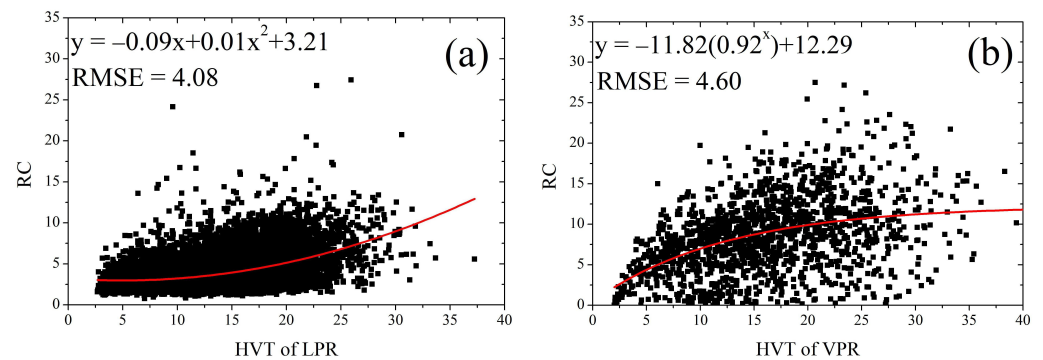 y = –0.09x+0.01x²+3.21
(a)
RMSE = 4.08
RC
35
30
25
20
15
10
5
0
0 5 10 15 20 25 30 35 40
HVT of LPR
y = –11.82(0.92ˣ)+12.29
(b)
RMSE = 4.60
RC
35
30
25
20
15
10
5
0
0 5 10 15 20 25 30 35 40
HVT of VPR